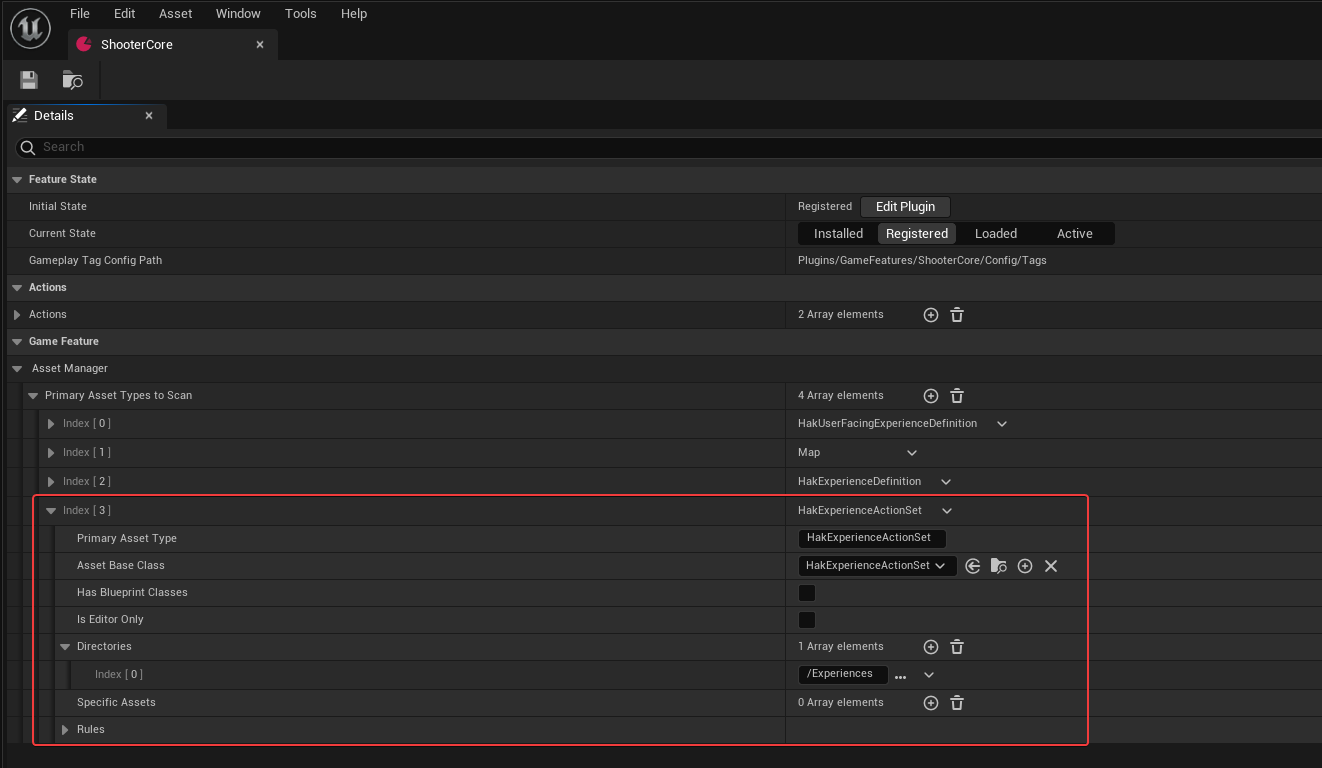 File Edit Asset Window Tools Help
ShooterCore
Details
Search
Feature State
Initial State Registered Edit Plugin
Current State Installed Registered Loaded Active
Gameplay Tag Config Path Plugins/GameFeatures/ShooterCore/Config/Tags
Actions
Actions 2 Array elements
Game Feature
Asset Manager
Primary Asset Types to Scan 4 Array elements
Index [ 0 ] HakUserFacingExperienceDefinition
Index [ 1 ] Map
Index [ 2 ] HakExperienceDefinition
Index [ 3 ] HakExperienceActionSet
Primary Asset Type HakExperienceActionSet
Asset Base Class HakExperienceActionSet
Has Blueprint Classes
Is Editor Only
Directories 1 Array elements
Index [ 0 ] /Experiences ...
Specific Assets 0 Array elements
Rules